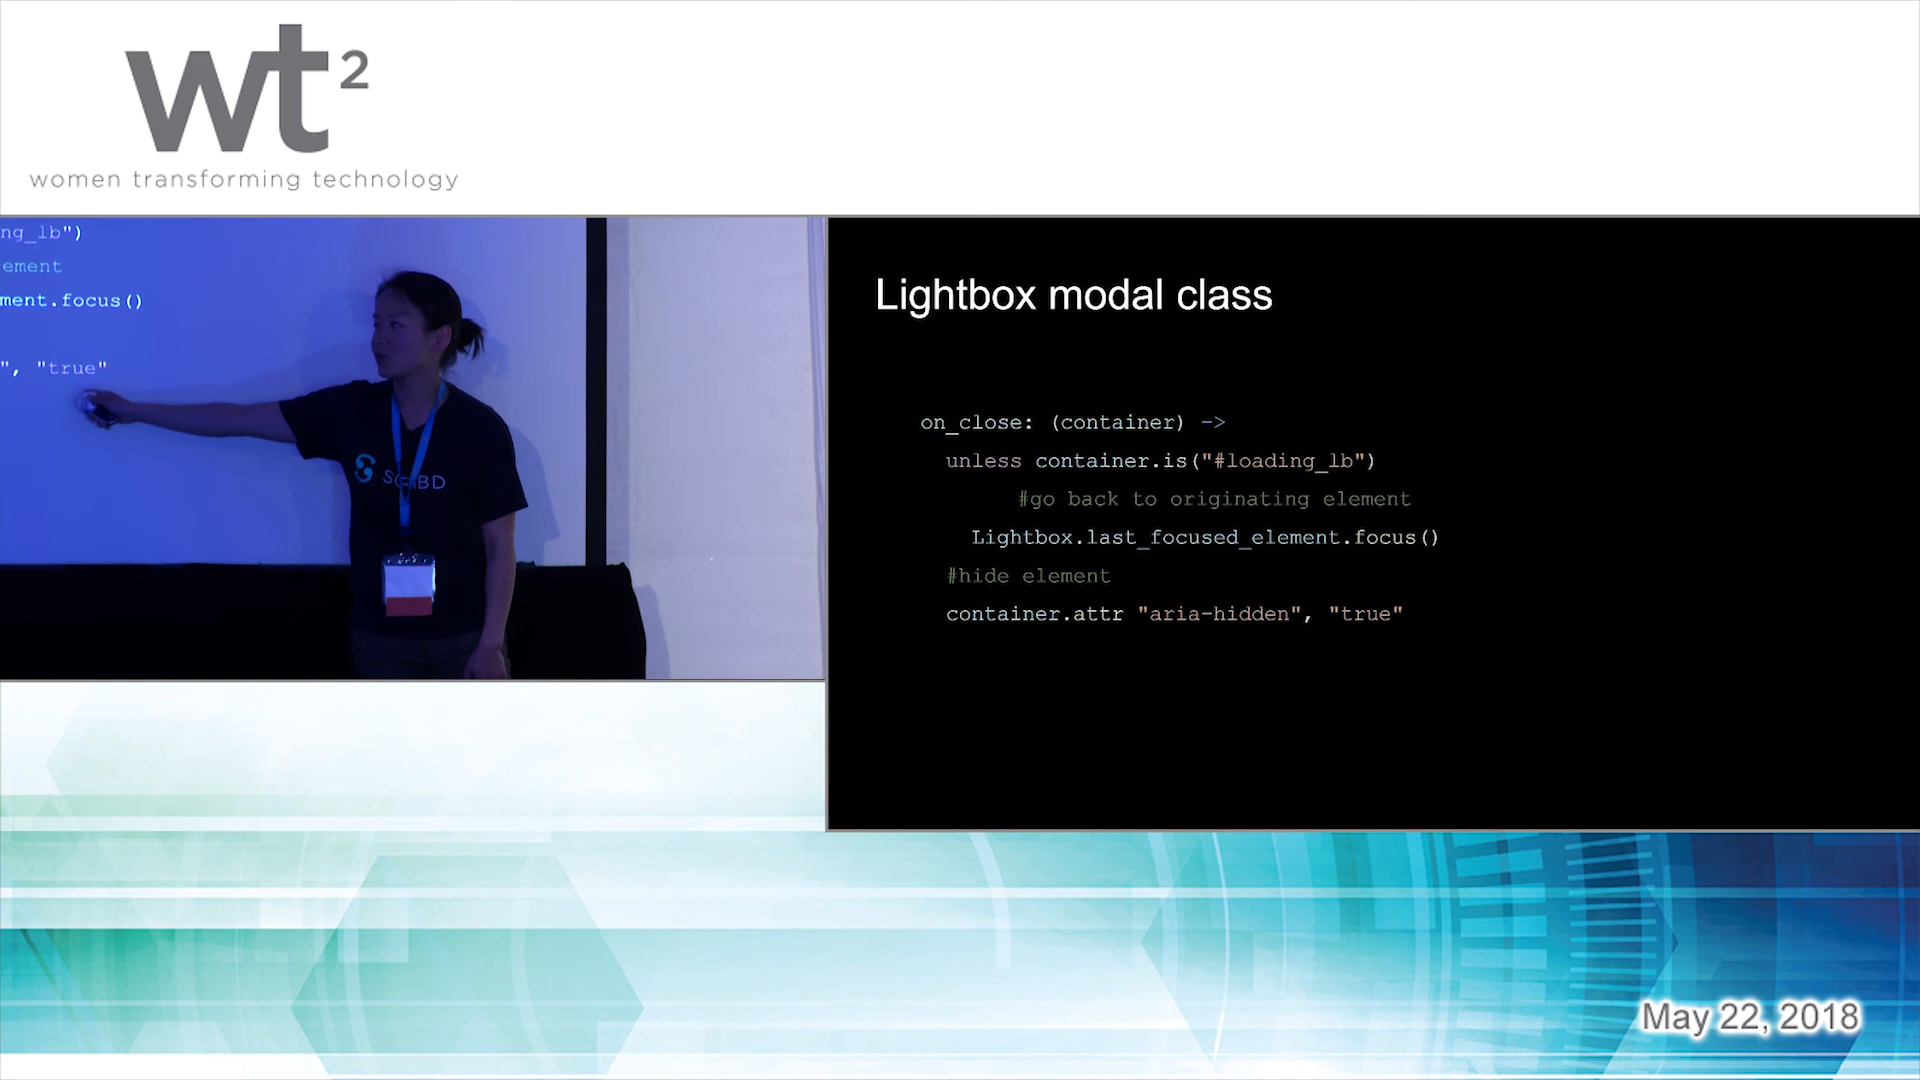 wt2
women transforming technology
ng_lb")
ement
ment.focus()
", "true"
SCRIBD
Lightbox modal class
on_close: (container) ->
unless container.is("#loading_lb")
#go back to originating element
Lightbox.last_focused_element.focus()
#hide element
container.attr "aria-hidden", "true"
May 22, 2018